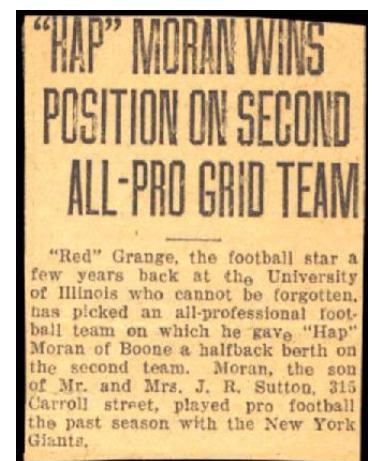 "HAP" MORAN WINS
POSITION ON SECOND
ALL-PRO GRID TEAM
"Red" Grange, the football star a
few years back at the University
of Illinois who cannot be forgotten,
has picked an all-professional foot-
ball team on which he gave "Hap"
Moran of Boone a halfback berth on
the second team. Moran, the son
of Mr. and Mrs. J. R. Sutton, 315
Carroll street, played pro football
the past season with the New York
Giants.